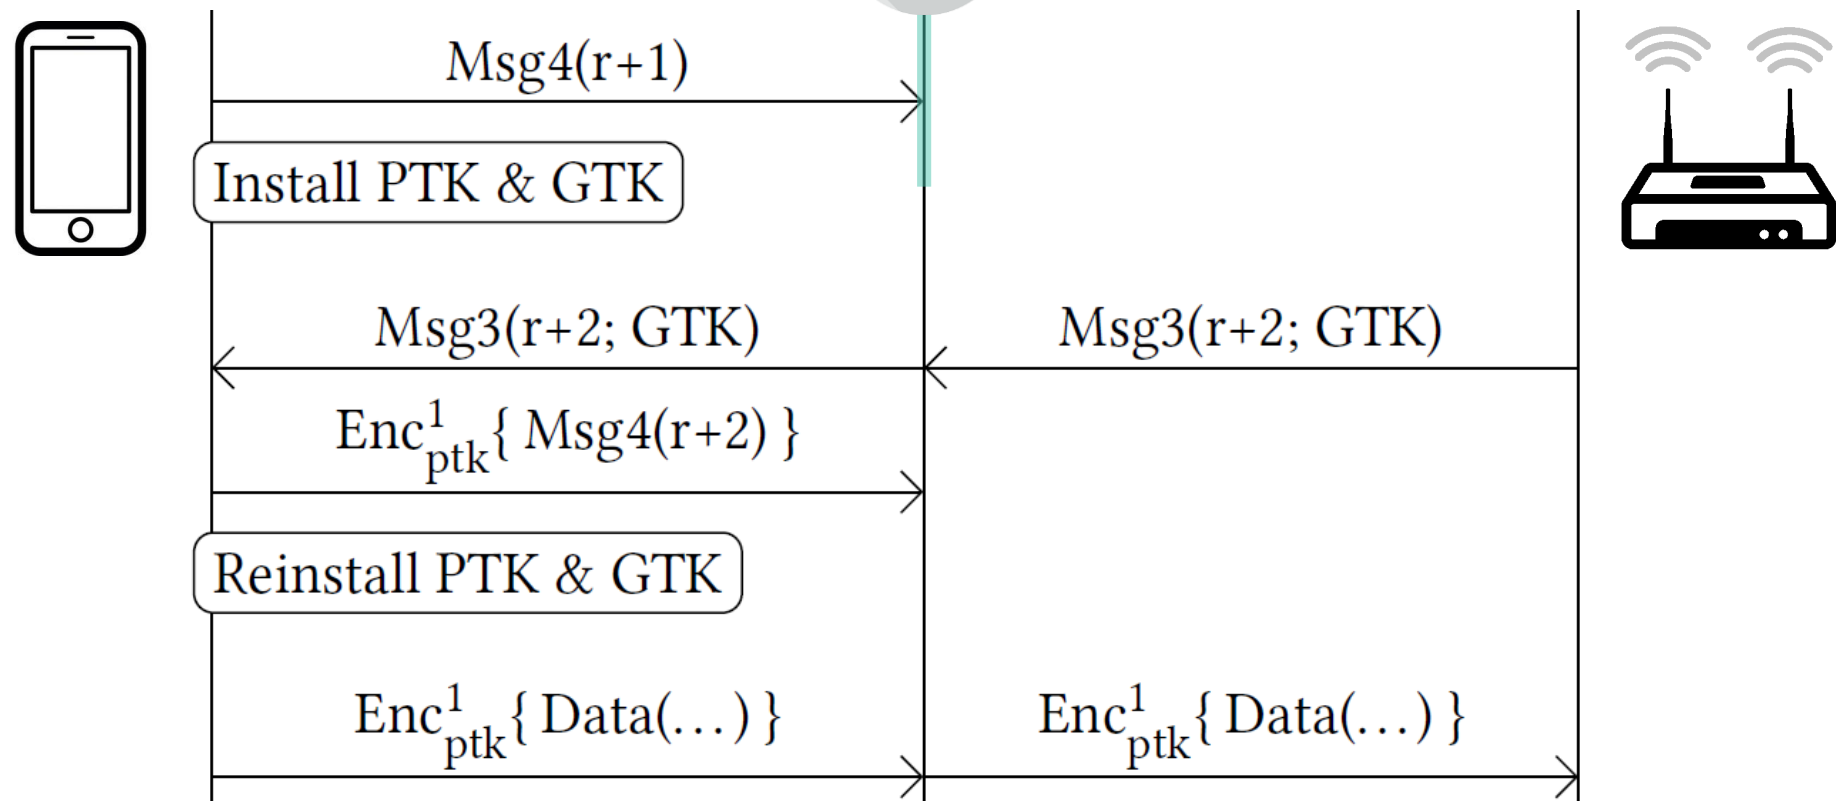 Msg4(r+1)
Install PTK & GTK
Msg3(r+2; GTK) Msg3(r+2; GTK)
Enc¹ptk{ Msg4(r+2) }
Reinstall PTK & GTK
Enc¹ptk{ Data(…) } Enc¹ptk{ Data(…) }